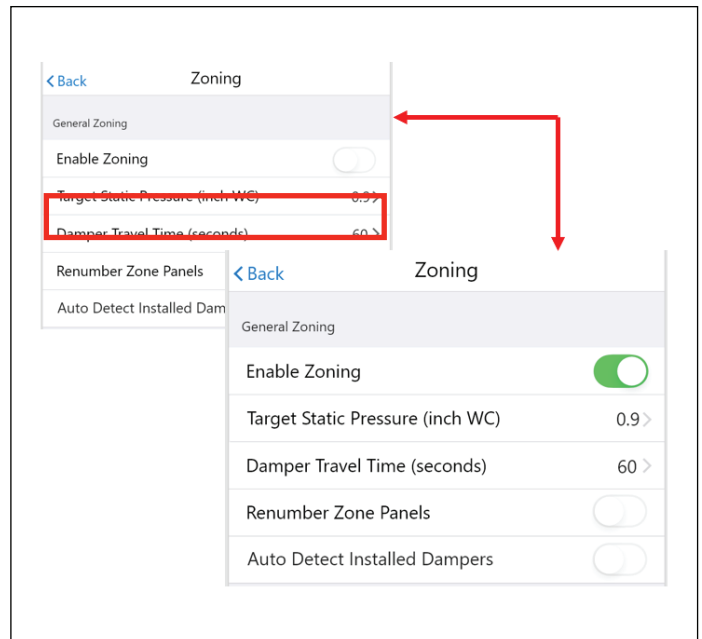 Back Zoning
General Zoning
Enable Zoning
Target Static Pressure (inch WC) 0.9
Damper Travel Time (seconds) 60
Renumber Zone Panels
Auto Detect Installed Dam
Back Zoning
General Zoning
Enable Zoning
Target Static Pressure (inch WC) 0.9
Damper Travel Time (seconds) 60
Renumber Zone Panels
Auto Detect Installed Dampers